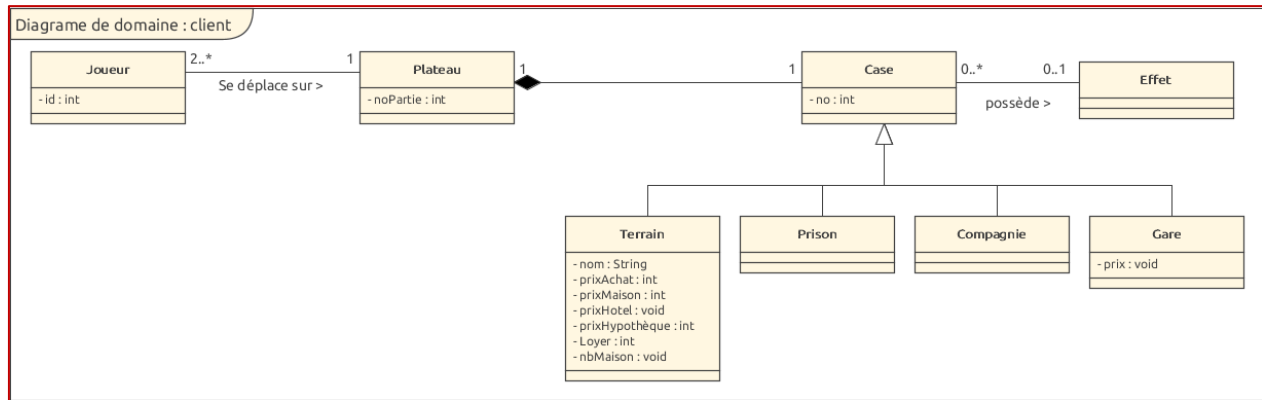 Diagrame de domaine : client
Joueur
- id : int
2..*
1
Se déplace sur >
Plateau
- noPartie : int
1
1
Case
- no : int
0..*
0..1
possède >
Effet
Terrain
- nom : String
- prixAchat : int
- prixMaison : int
- prixHotel : void
- prixHypothèque : int
- Loyer : int
- nbMaison : void
Prison
Compagnie
Gare
- prix : void